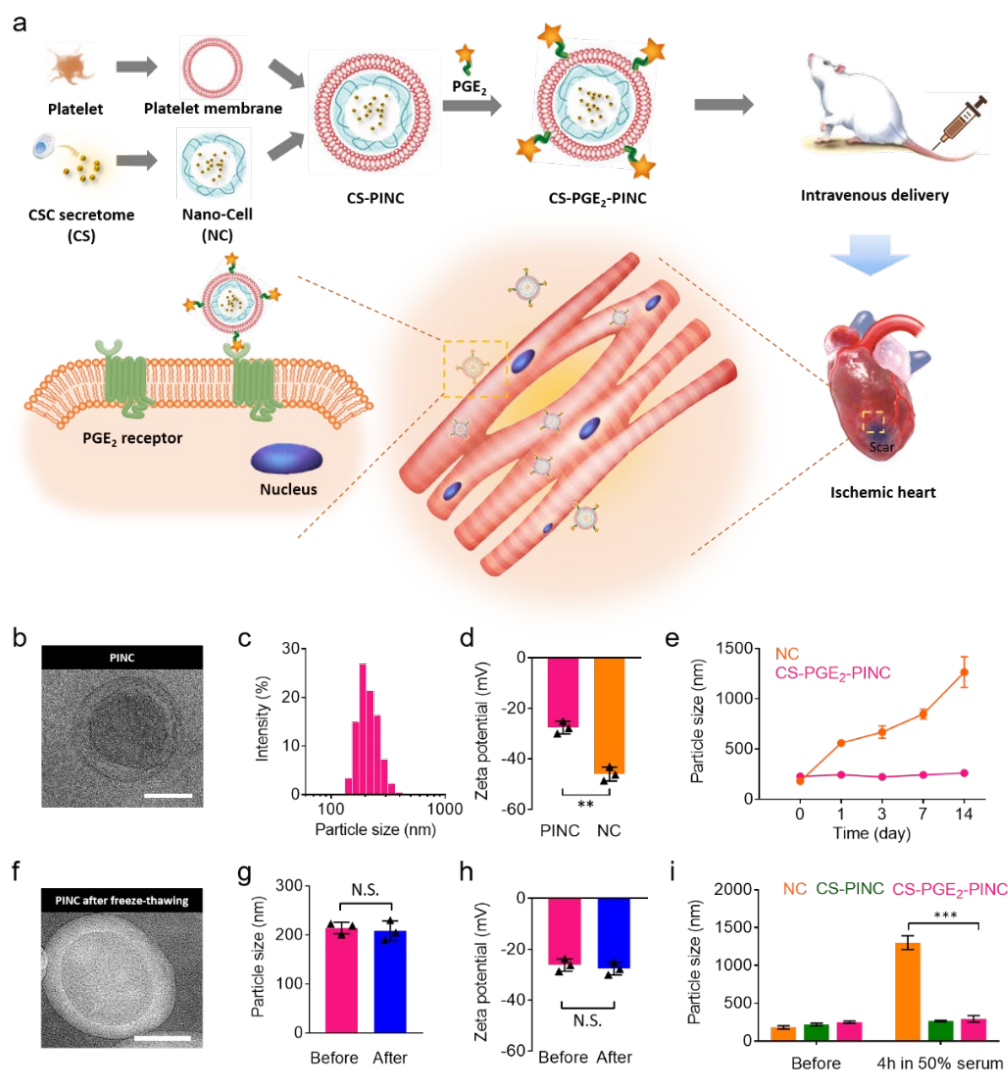 a
Platelet
Platelet membrane
CSC secretome
(CS)
Nano-Cell
(NC)
CS-PINC
PGE₂
CS-PGE₂-PINC
Intravenous delivery
PGE₂ receptor
Nucleus
Scar
Ischemic heart
b
PINC
c
Intensity (%)
30
20
10
0
100
1000
Particle size (nm)
d
Zeta potential (mV)
0
-20
-40
-60
**
PINC
NC
e
NC
CS-PGE₂-PINC
Particle size (nm)
1500
1000
500
0
0
1
3
7
14
Time (day)
f
PINC after freeze-thawing
g
N.S.
Particle size (nm)
300
200
100
0
Before
After
h
Zeta potential (mV)
0
-20
-40
-60
N.S.
Before
After
i
NC CS-PINC CS-PGE₂-PINC
Particle size (nm)
2000
1500
1000
500
0
***
Before
4h in 50% serum